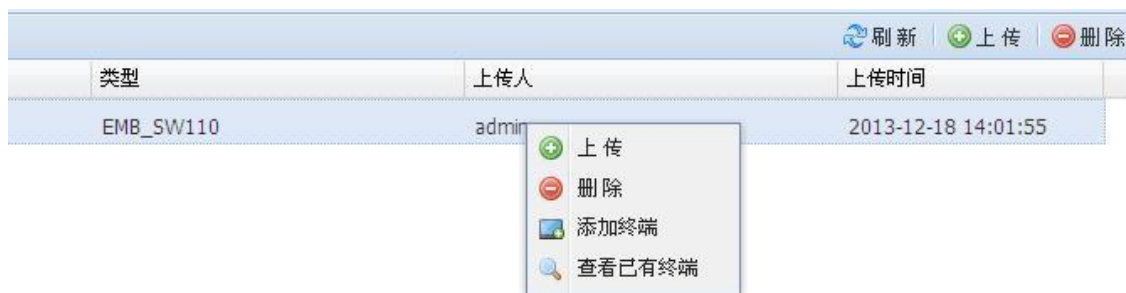 刷新 上传 删除
类型 上传人 上传时间
EMB_SW110 admin 2013-12-18 14:01:55
上传
删除
添加终端
查看已有终端